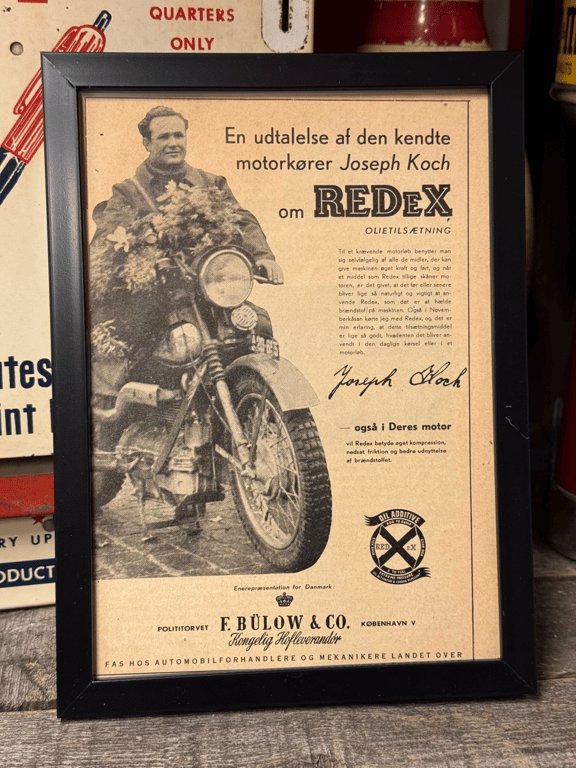 QUARTERS
ONLY
En udtalelse af den kendte
motorkører Joseph Koch
om REDeX
OLIETILSÆTNING
Til et krævende motorløb benytter man
sig selvfølgelig af alle de midler, der kan
give maskinen øget kraft og fart, og når
et middel som Redex tillige skåner mo-
toren, er det givet, at det før eller senere
bliver lige så naturligt og vigtigt at an-
vende Redex, som det er at hælde
brændstof på maskinen. Også i Novem-
berkåsan kørte jeg med Redex, og det er
min erfaring, at dette tilsætningsmiddel
er lige så godt, hvadenten det bliver an-
vendt i den daglige kørsel eller i et
motorløb.
Joseph Koch
— også i Deres motor
vil Redex betyde øget kompression,
nedsat friktion og bedre udnyttelse
af brændstoffet.
OIL ADDITIVE
REDeX
Enerepræsentation for Danmark:
POLITITORVET F. BÜLOW & CO. KØBENHAVN V
Kongelig Hofleverandør
FAS HOS AUTOMOBILFORHANDLERE OG MEKANIKERE LANDET OVER
tes
int
RY UP
ODUCT